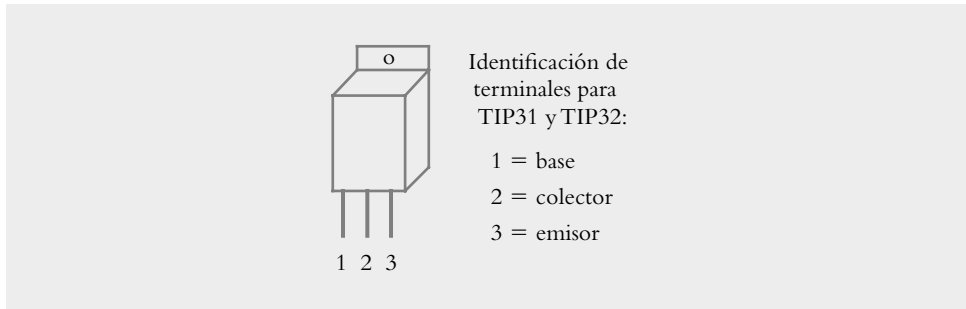 o
Identificación de
terminales para
TIP31 y TIP32:
1 = base
2 = colector
3 = emisor
1 2 3